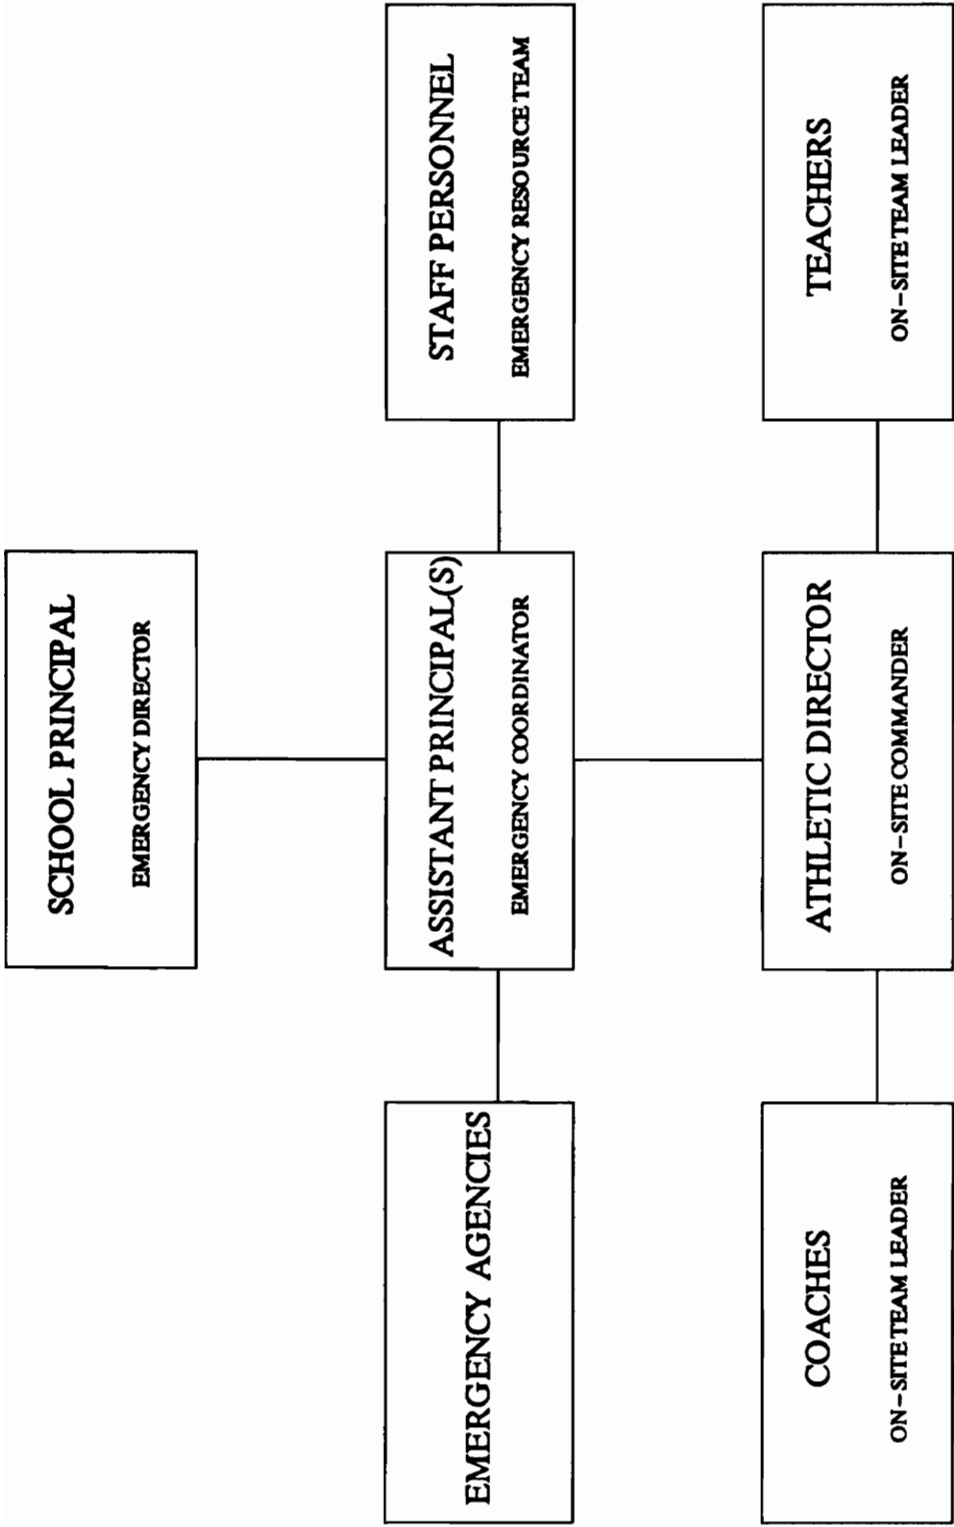 SCHOOL PRINCIPAL
EMERGENCY DIRECTOR
EMERGENCY AGENCIES
ASSISTANT PRINCIPAL(S)
EMERGENCY COORDINATOR
STAFF PERSONNEL
EMERGENCY RESOURCE TEAM
COACHES
ON-SITE TEAM LEADER
ATHLETIC DIRECTOR
ON-SITE COMMANDER
TEACHERS
ON-SITE TEAM LEADER